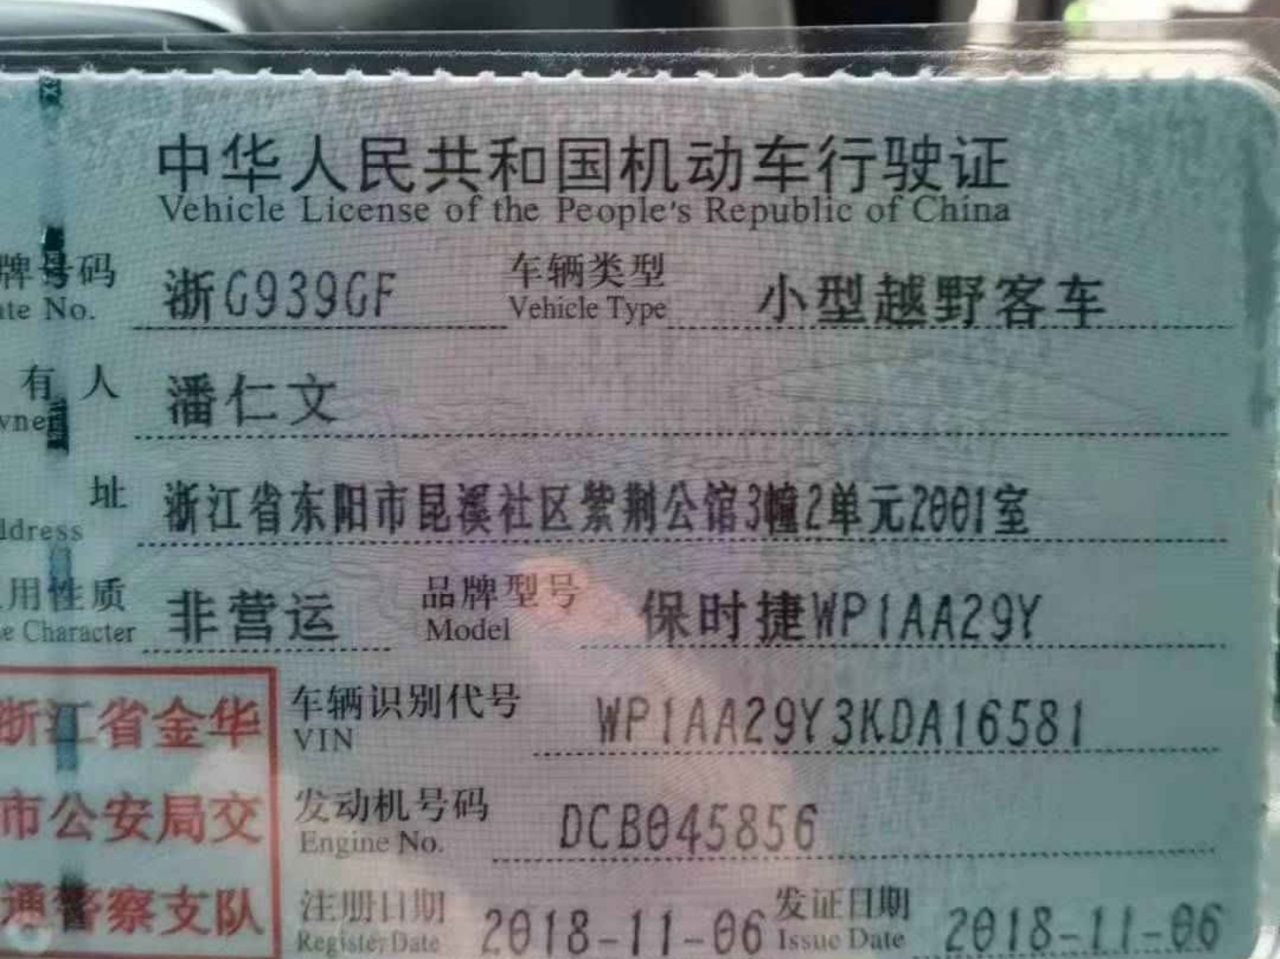 中华人民共和国机动车行驶证
Vehicle License of the People's Republic of China
牌号码 浙G939GF 车辆类型 小型越野客车
ate No. Vehicle Type
有人 潘仁文
wner
址 浙江省东阳市昆溪社区紫荆公馆3幢2单元2001室
ddress
用性质 非营运 品牌型号 保时捷WP1AA29Y
e Character Model
浙江省金华
市公安局交
通警察支队
车辆识别代号 WP1AA29Y3KDA16581
VIN
发动机号码 DCB045856
Engine No.
注册日期 2018-11-06 发证日期 2018-11-06
Register Date Issue Date